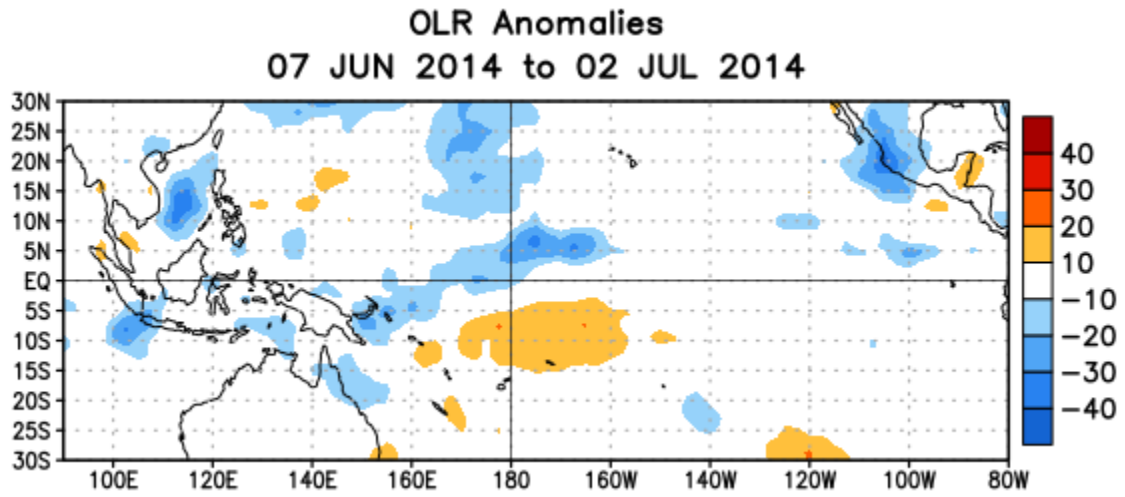 OLR Anomalies
07 JUN 2014 to 02 JUL 2014
30N
25N
20N
15N
10N
5N
EQ
5S
10S
15S
20S
25S
30S
100E 120E 140E 160E 180 160W 140W 120W 100W 80W
40
30
20
10
-10
-20
-30
-40